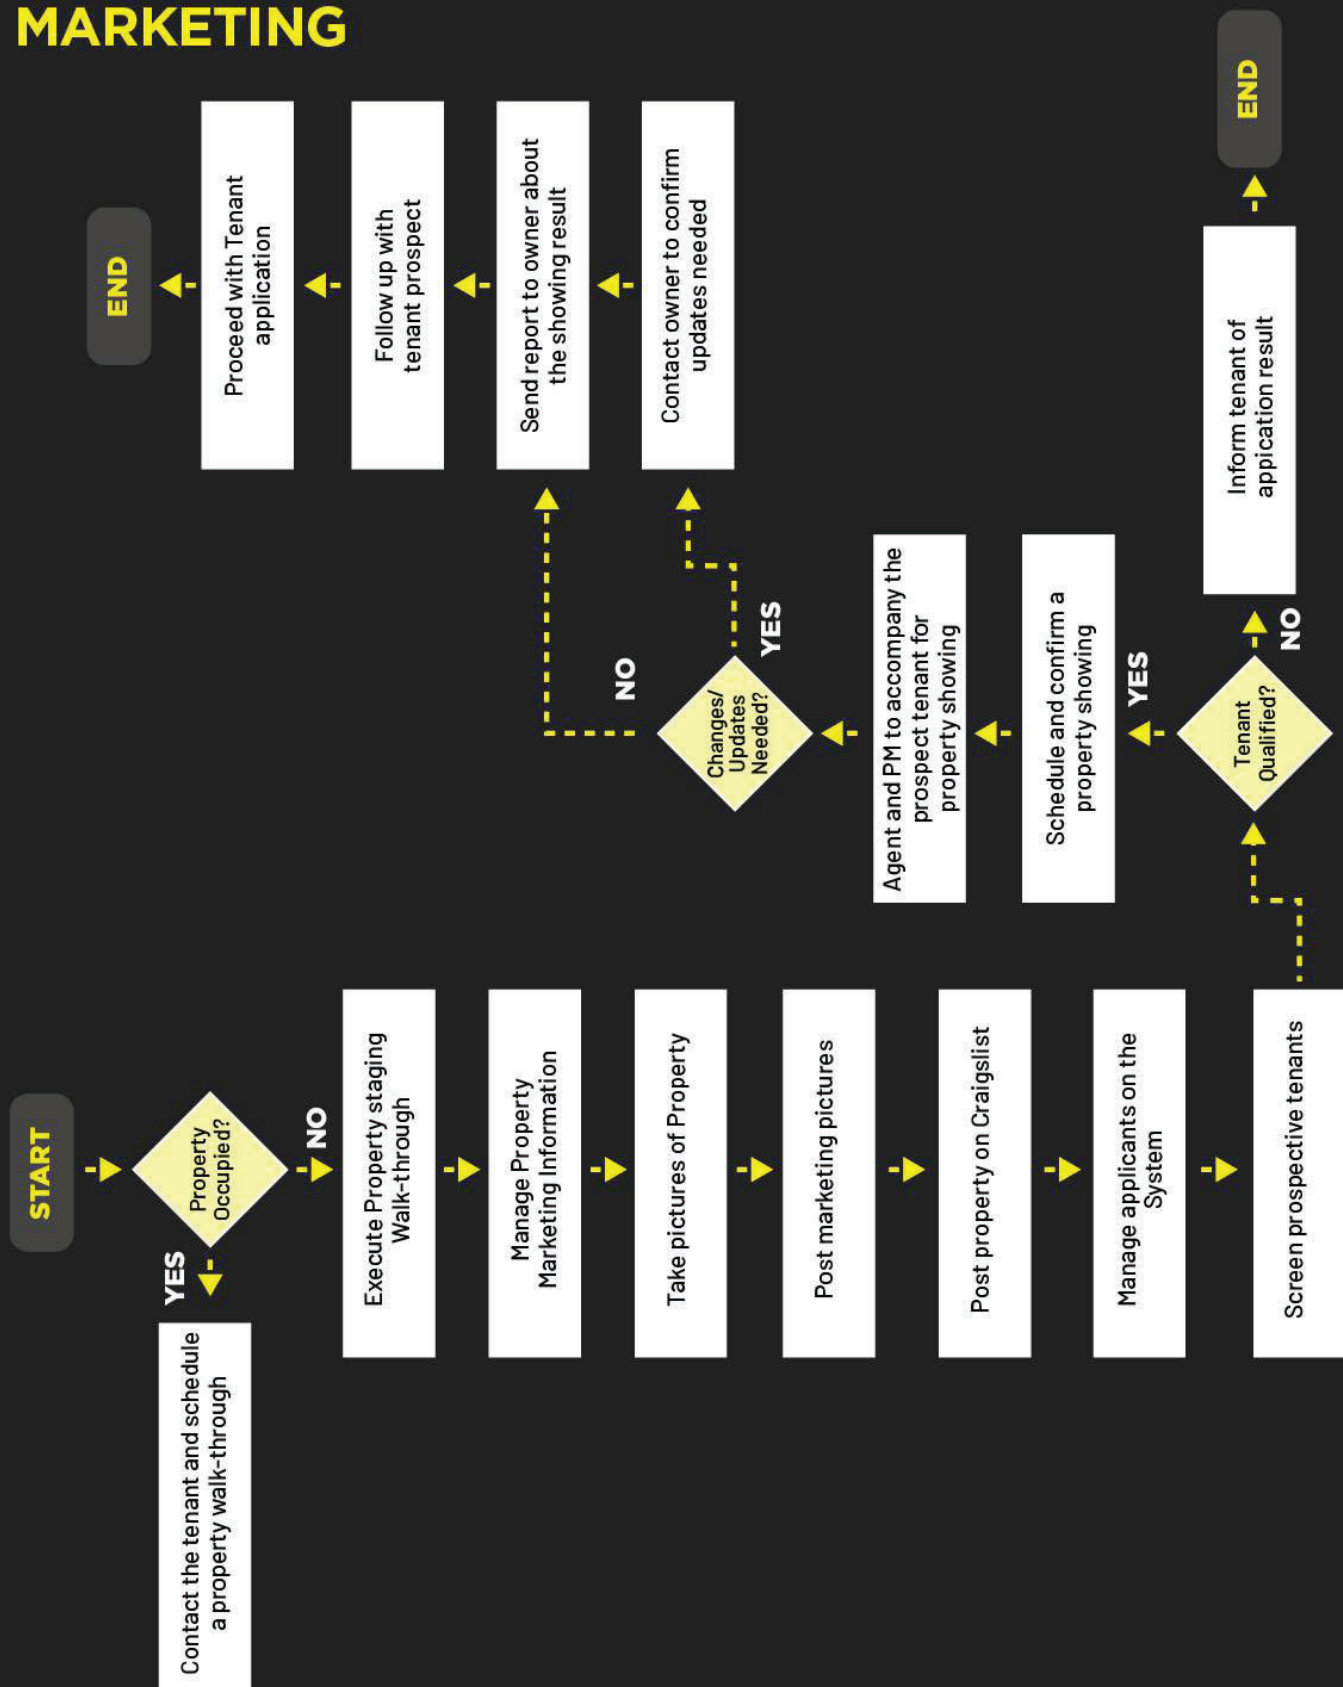 MARKETING
START
Property
Occupied?
YES
NO
Contact the tenant and schedule
a property walk-through
Execute Property staging
Walk-through
Manage Property
Marketing Information
Take pictures of Property
Post marketing pictures
Post property on Craigslist
Manage applicants on the
System
Screen prospective tenants
Tenant
Qualified?
NO
YES
Inform tenant of
appication result
END
Schedule and confirm a
property showing
Agent and PM to accompany the
prospect tenant for
property showing
Changes/
Updates
Needed?
YES
NO
Contact owner to confirm
updates needed
Send report to owner about
the showing result
Follow up with
tenant prospect
Proceed with Tenant
application
END